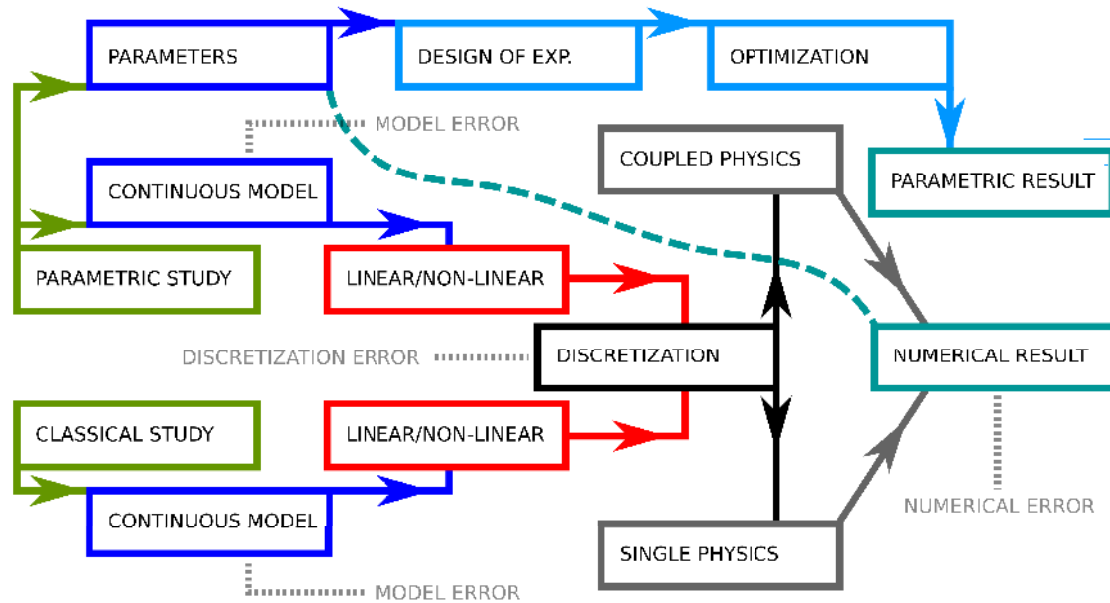 PARAMETERS
DESIGN OF EXP.
OPTIMIZATION
MODEL ERROR
COUPLED PHYSICS
PARAMETRIC RESULT
CONTINUOUS MODEL
PARAMETRIC STUDY
LINEAR/NON-LINEAR
DISCRETIZATION ERROR
DISCRETIZATION
NUMERICAL RESULT
CLASSICAL STUDY
LINEAR/NON-LINEAR
CONTINUOUS MODEL
NUMERICAL ERROR
SINGLE PHYSICS
MODEL ERROR